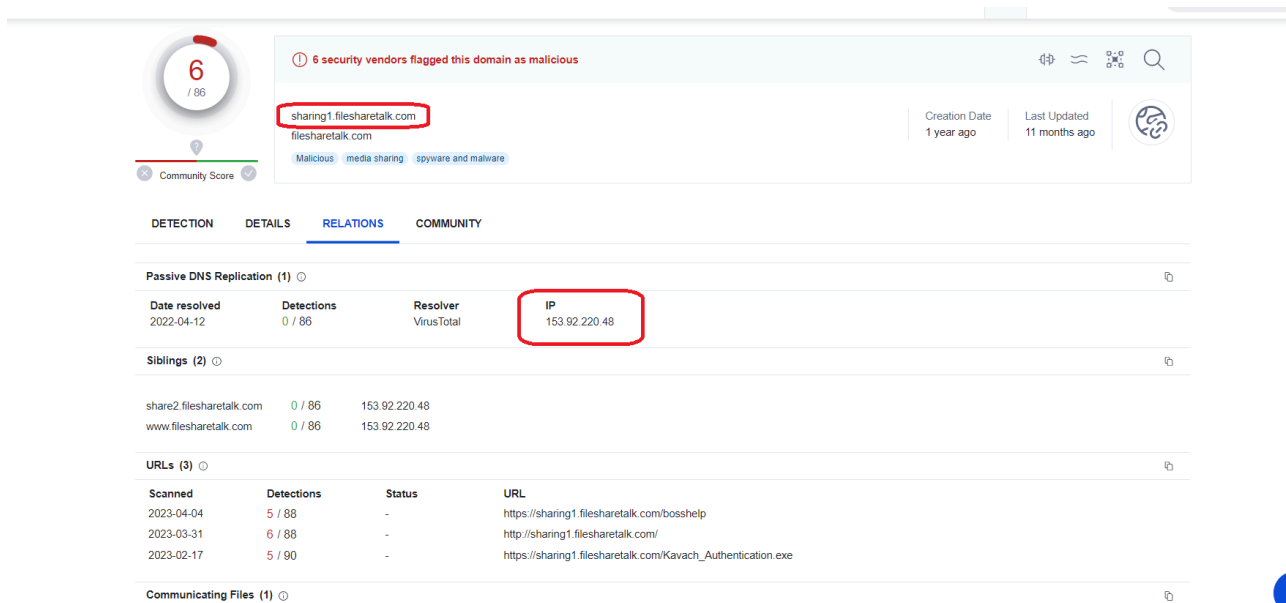 6
/ 86
Community Score
6 security vendors flagged this domain as malicious
sharing1.filesharetalk.com
filesharetalk.com
Malicious media sharing spyware and malware
Creation Date
1 year ago
Last Updated
11 months ago
DETECTION DETAILS RELATIONS COMMUNITY
Passive DNS Replication (1)
Date resolved Detections Resolver IP
2022-04-12 0 / 86 VirusTotal 153.92.220.48
Siblings (2)
share2.filesharetalk.com 0 / 86 153.92.220.48
www.filesharetalk.com 0 / 86 153.92.220.48
URLs (3)
Scanned Detections Status URL
2023-04-04 5 / 88 - https://sharing1.filesharetalk.com/bosshelp
2023-03-31 6 / 88 - http://sharing1.filesharetalk.com/
2023-02-17 5 / 90 - https://sharing1.filesharetalk.com/Kavach_Authentication.exe
Communicating Files (1)